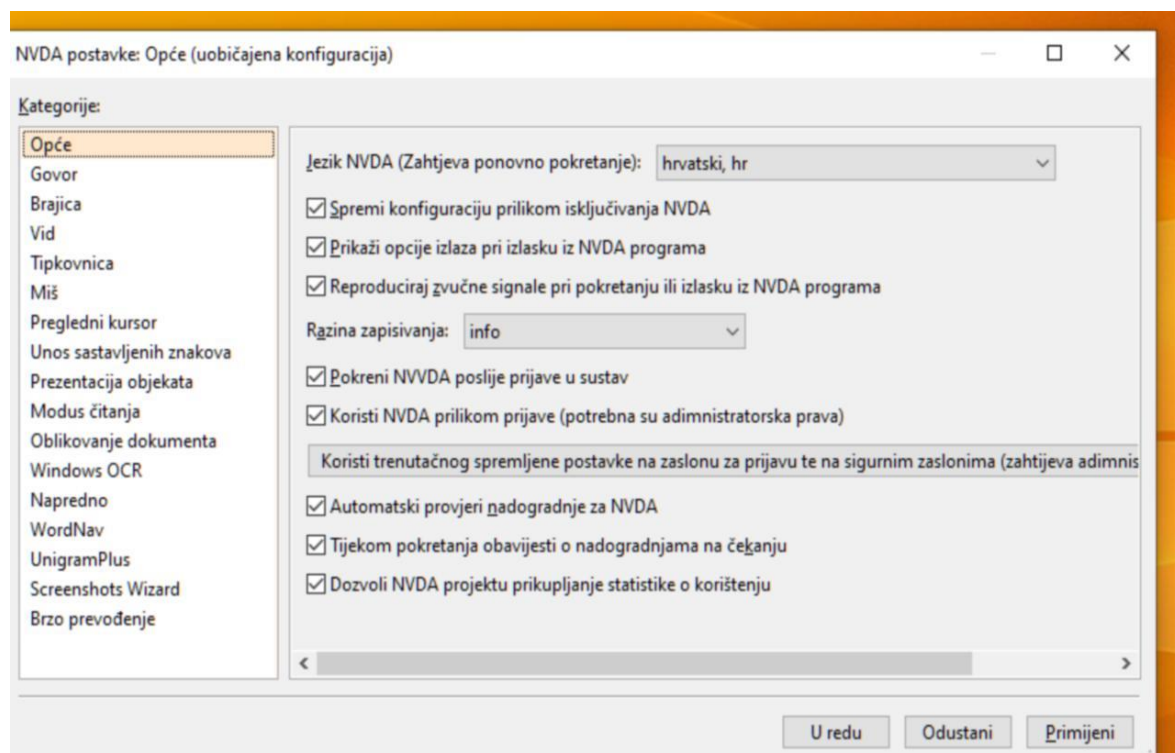 NVDA postavke: Opće (uobičajena konfiguracija)
Kategorije:
Opće
Govor
Brajica
Vid
Tipkovnica
Miš
Pregledni kursor
Unos sastavljenih znakova
Prezentacija objekata
Modus čitanja
Oblikovanje dokumenta
Windows OCR
Napredno
WordNav
UnigramPlus
Screenshots Wizard
Brzo prevođenje
Jezik NVDA (Zahtjeva ponovno pokretanje): hrvatski, hr
Spremi konfiguraciju prilikom isključivanja NVDA
Prikaži opcije izlaza pri izlasku iz NVDA programa
Reproduciraj zvučne signale pri pokretanju ili izlasku iz NVDA programa
Razina zapisivanja: info
Pokreni NVVDA poslije prijave u sustav
Koristi NVDA prilikom prijave (potrebna su adimnistratorska prava)
Koristi trenutačnog spremljene postavke na zaslonu za prijavu te na sigurnim zaslonima (zahtijeva adimnis
Automatski provjeri nadogradnje za NVDA
Tijekom pokretanja obavijesti o nadogradnjama na čekanju
Dozvoli NVDA projektu prikupljanje statistike o korištenju
U redu Odustani Primijeni